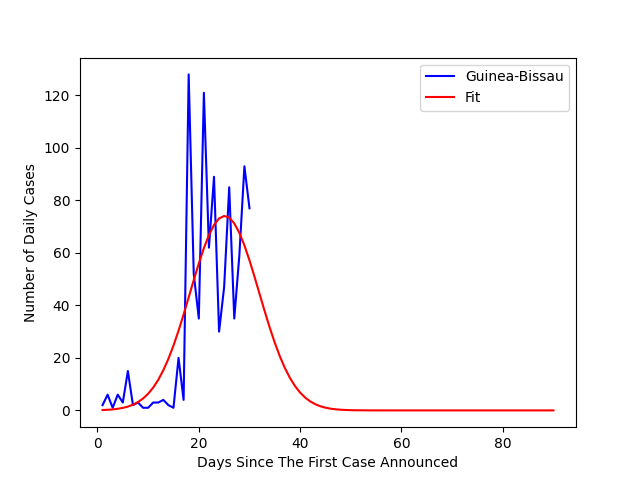 Guinea-Bissau
Fit
120
100
80
60
40
20
0
Number of Daily Cases
0 20 40 60 80
Days Since The First Case Announced